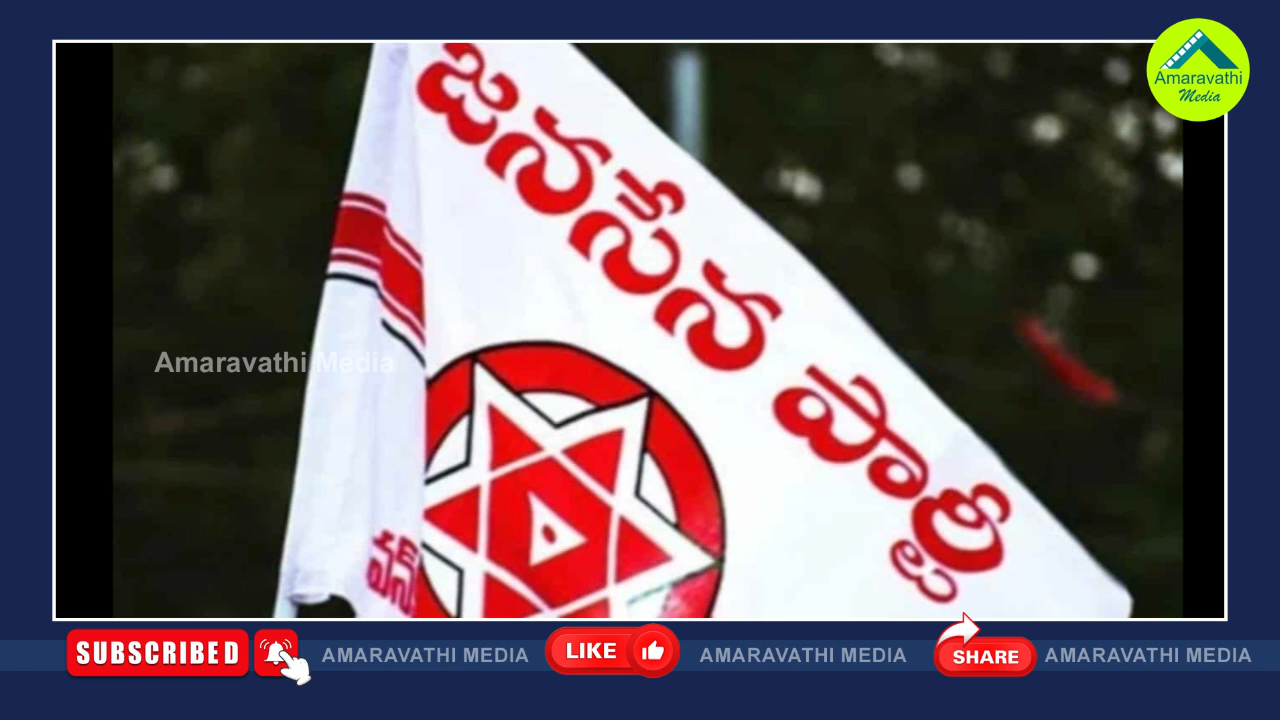 Amaravathi
Media
జనసేన పార్టీ
Amaravathi Media
SUBSCRIBED
AMARAVATHI MEDIA
LIKE
AMARAVATHI MEDIA
SHARE
AMARAVATHI MEDIA